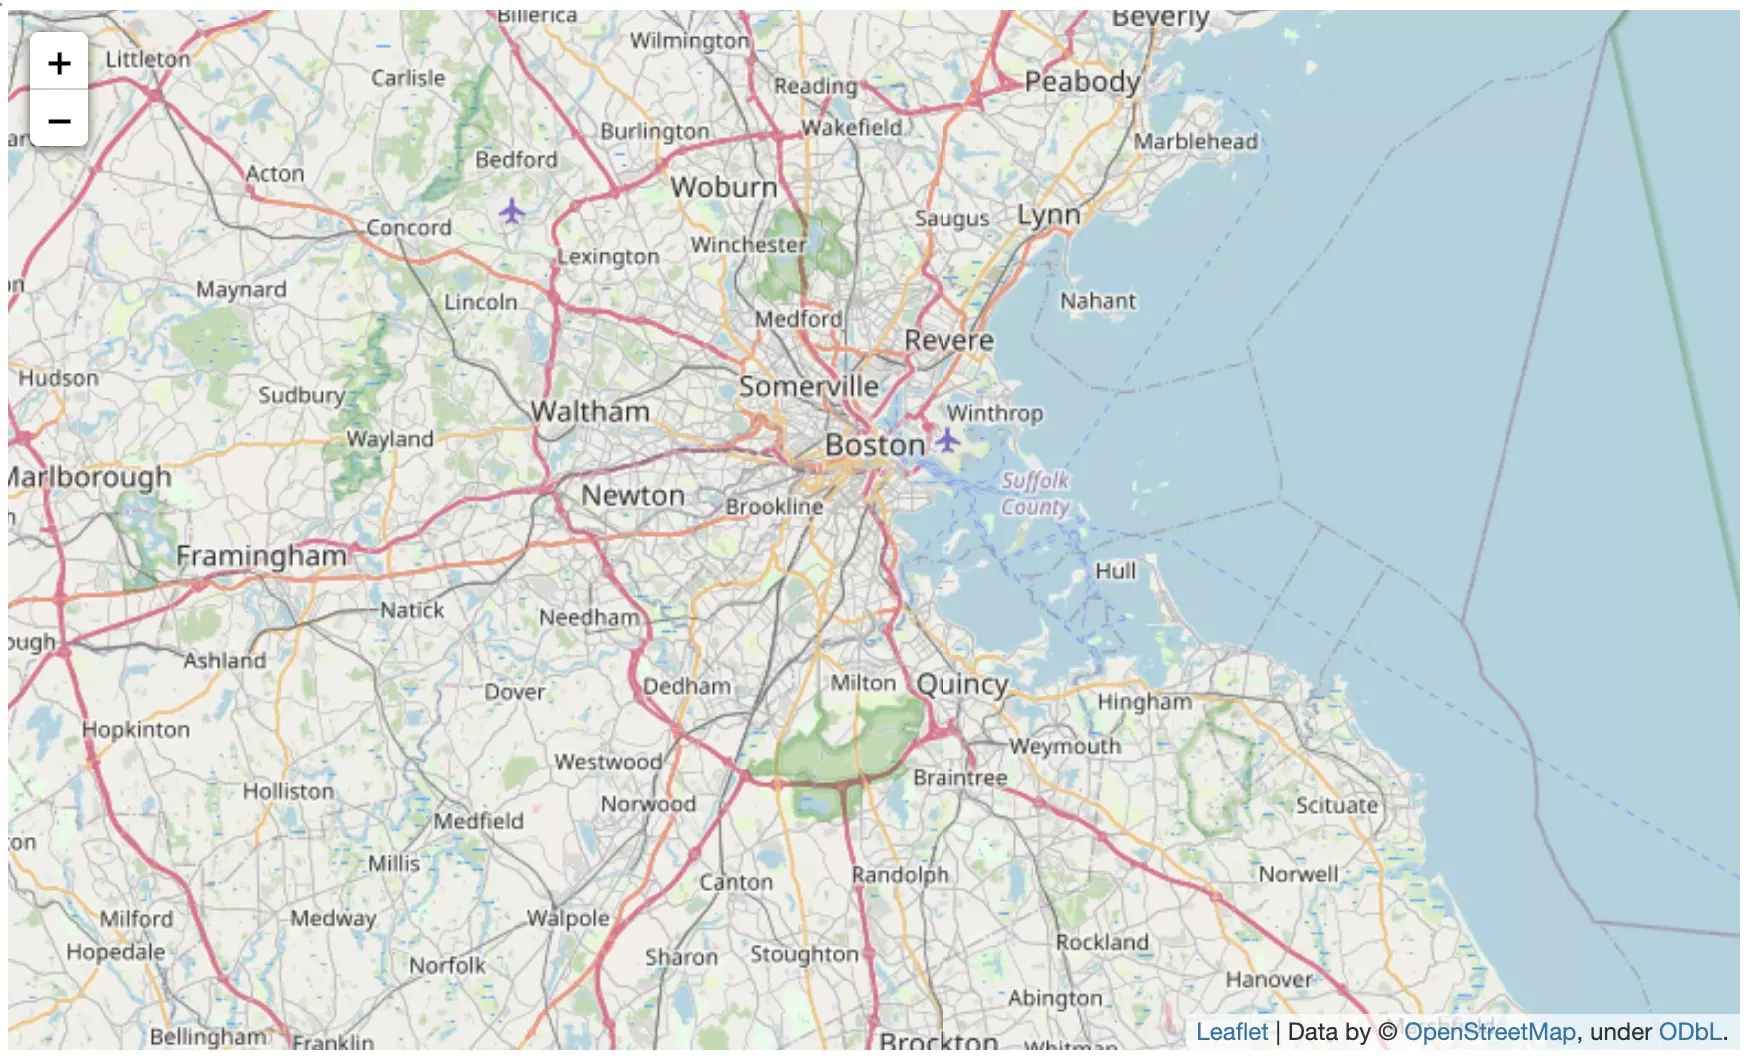 Billerica
Beverly
+
Littleton
Wilmington
Carlisle
Reading
Peabody
−
Burlington
Wakefield
Marblehead
Bedford
Acton
Woburn
Concord
Saugus
Lynn
Winchester
Lexington
Maynard
Lincoln
Nahant
Medford
Revere
Hudson
Somerville
Sudbury
Waltham
Winthrop
Wayland
Boston
Marlborough
Suffolk
County
Newton
Brookline
Framingham
Hull
Natick
Needham
ough
Ashland
Dover
Dedham
Milton
Quincy
Hingham
Hopkinton
Weymouth
Westwood
Braintree
Holliston
Norwood
Scituate
Medfield
on
Millis
Canton
Randolph
Norwell
Milford
Medway
Walpole
Hopedale
Rockland
Sharon
Stoughton
Norfolk
Hanover
Abington
Bellingham
Franklin
Brockton
Whitman
Leaflet | Data by © OpenStreetMap, under ODbL.